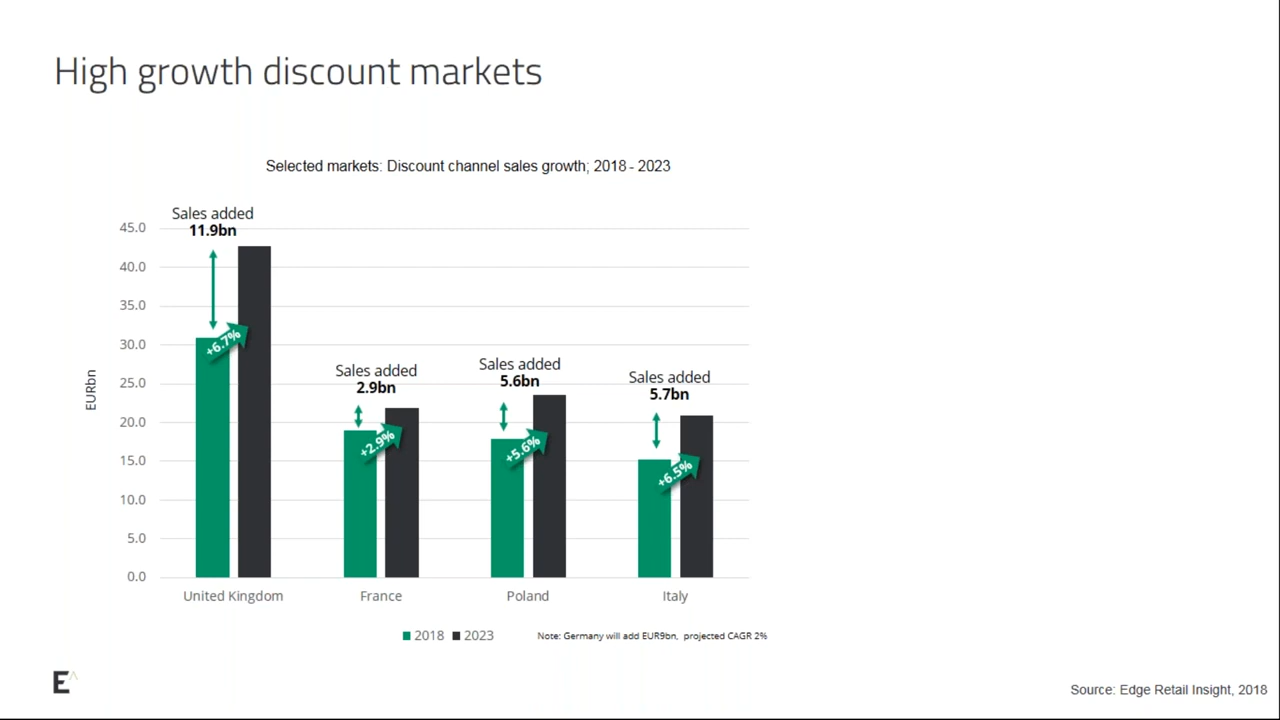 High growth discount markets
Selected markets: Discount channel sales growth; 2018 - 2023
Sales added
11.9bn
Sales added
2.9bn
Sales added
5.6bn
Sales added
5.7bn
45.0
40.0
35.0
30.0
25.0
20.0
15.0
10.0
5.0
0.0
EURbn
+6.7%
+2.9%
+5.6%
+6.5%
United Kingdom
France
Poland
Italy
2018 2023
Note: Germany will add EUR9bn, projected CAGR 2%
E^
Source: Edge Retail Insight, 2018